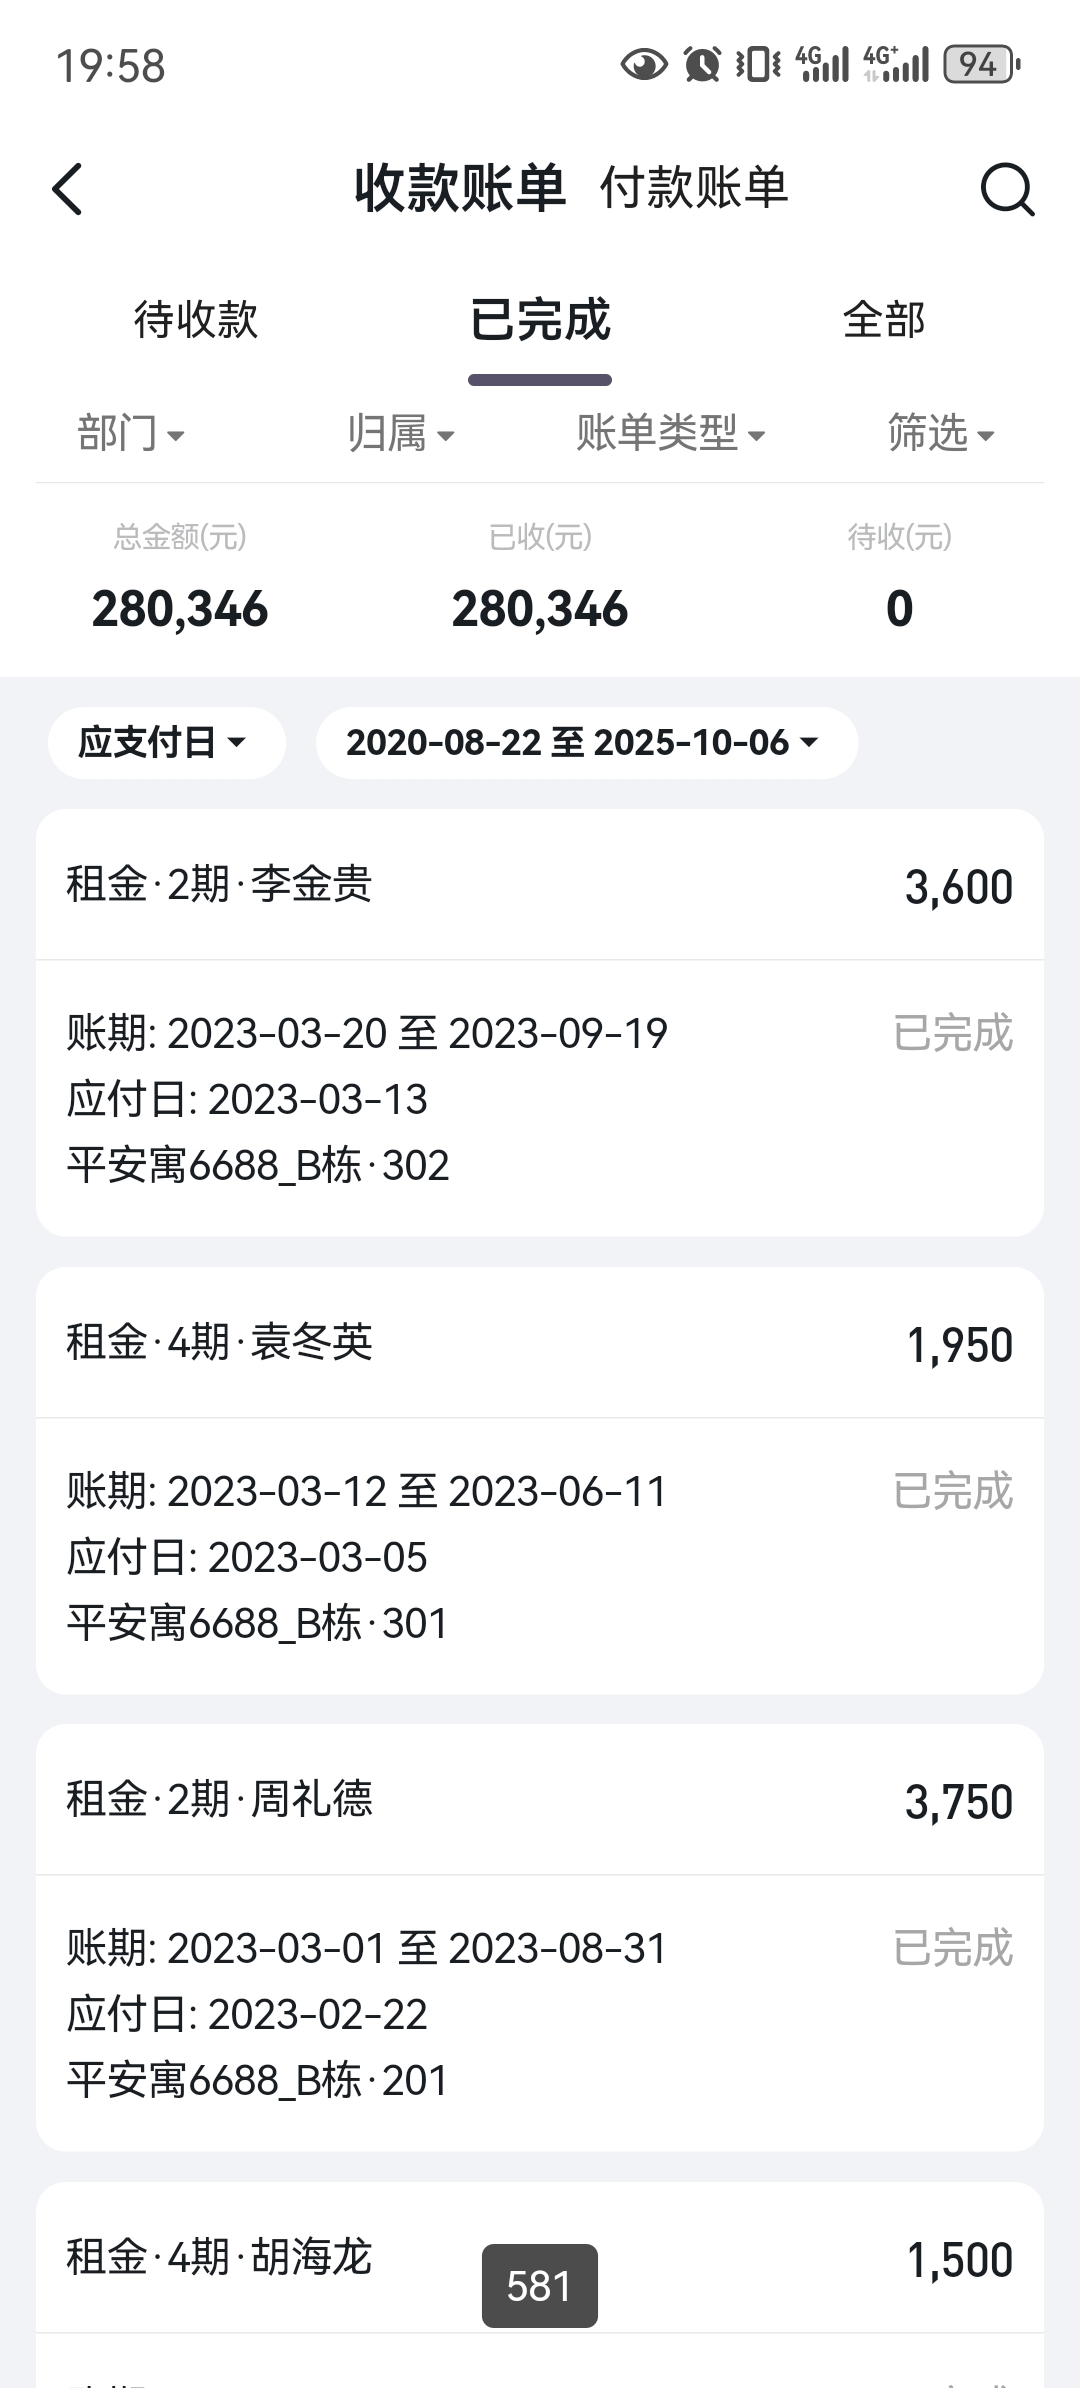 19:58
4G 4G+ 94
收款账单 付款账单
待收款 已完成 全部
部门 归属 账单类型 筛选
总金额(元) 已收(元) 待收(元)
280,346 280,346 0
应支付日 2020-08-22 至 2025-10-06
租金·2期·李金贵 3,600
账期: 2023-03-20 至 2023-09-19 已完成
应付日: 2023-03-13
平安寓6688_B栋·302
租金·4期·袁冬英 1,950
账期: 2023-03-12 至 2023-06-11 已完成
应付日: 2023-03-05
平安寓6688_B栋·301
租金·2期·周礼德 3,750
账期: 2023-03-01 至 2023-08-31 已完成
应付日: 2023-02-22
平安寓6688_B栋·201
租金·4期·胡海龙 1,500
581